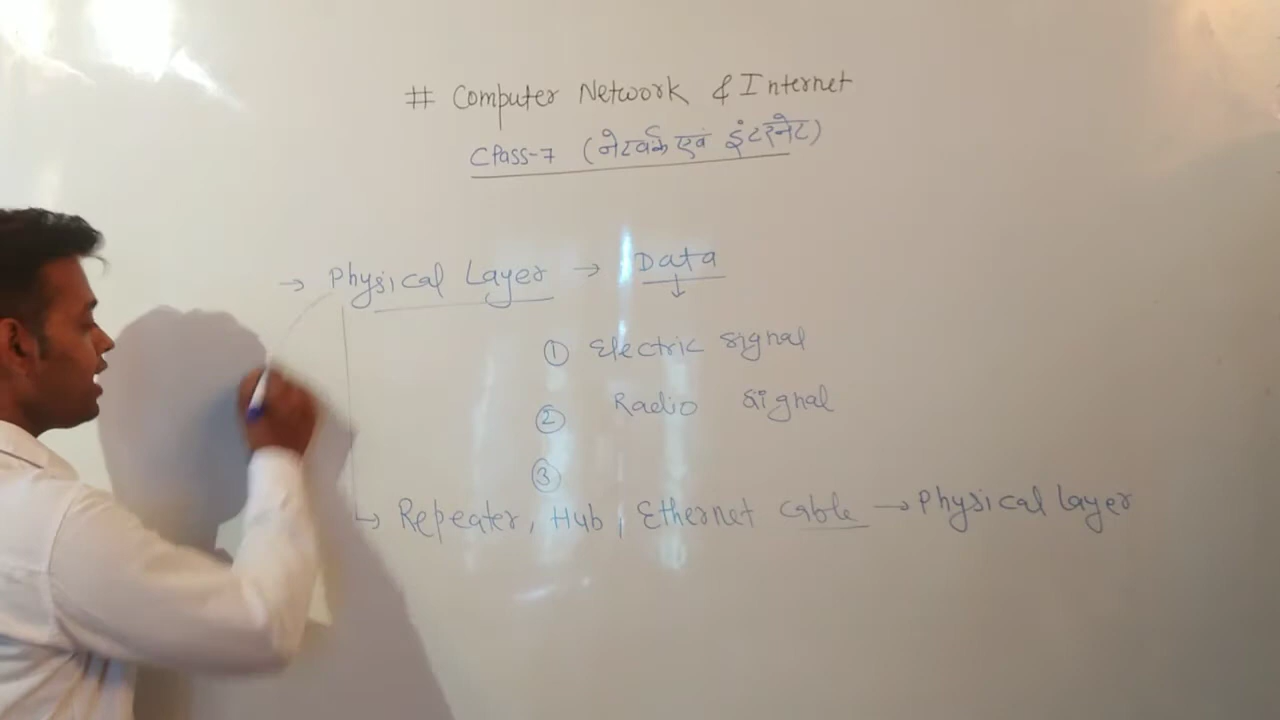 # Computer Network & Internet
Class-7 (नेटवर्क एवं इंटरनेट)
→ Physical Layer → Data
↓
① Electric Signal
② Radio Signal
③
↳ Repeater, Hub, Ethernet cable → Physical layer